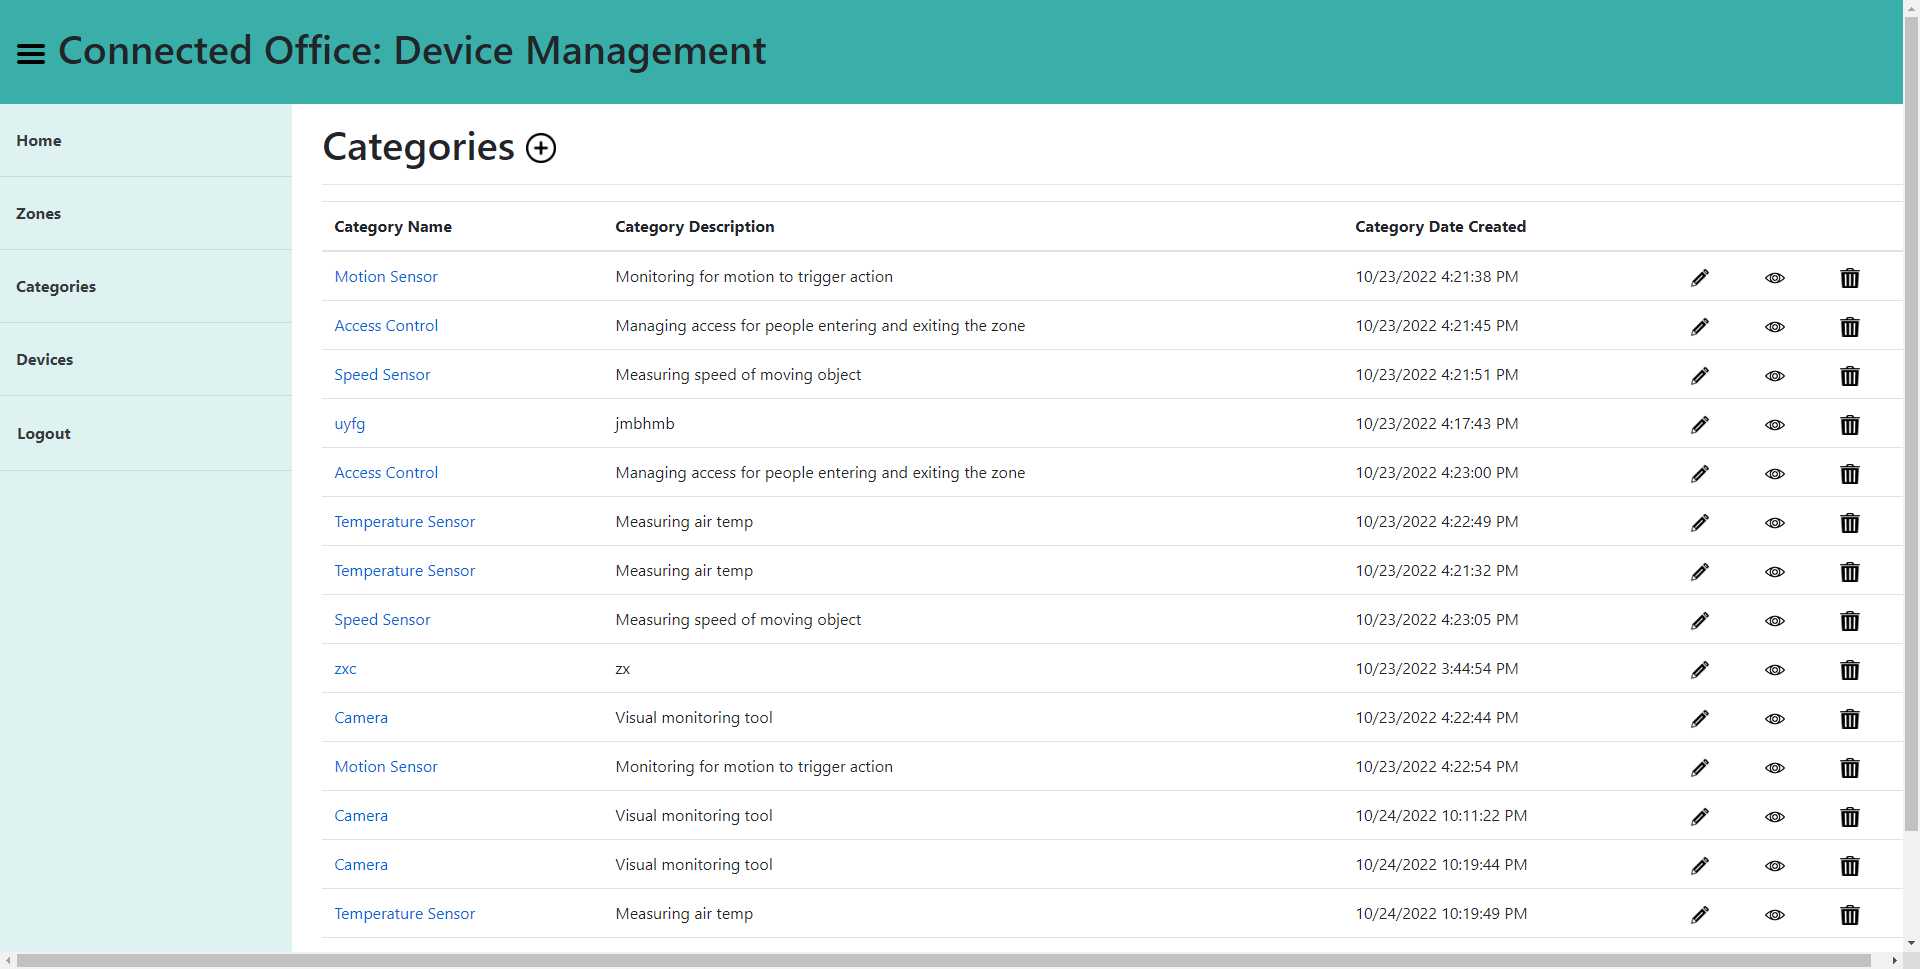 Connected Office: Device Management
Home
Zones
Categories
Devices
Logout
Categories
Category Name Category Description Category Date Created
Motion Sensor Monitoring for motion to trigger action 10/23/2022 4:21:38 PM
Access Control Managing access for people entering and exiting the zone 10/23/2022 4:21:45 PM
Speed Sensor Measuring speed of moving object 10/23/2022 4:21:51 PM
uyfg jmbhmb 10/23/2022 4:17:43 PM
Access Control Managing access for people entering and exiting the zone 10/23/2022 4:23:00 PM
Temperature Sensor Measuring air temp 10/23/2022 4:22:49 PM
Temperature Sensor Measuring air temp 10/23/2022 4:21:32 PM
Speed Sensor Measuring speed of moving object 10/23/2022 4:23:05 PM
zxc zx 10/23/2022 3:44:54 PM
Camera Visual monitoring tool 10/23/2022 4:22:44 PM
Motion Sensor Monitoring for motion to trigger action 10/23/2022 4:22:54 PM
Camera Visual monitoring tool 10/24/2022 10:11:22 PM
Camera Visual monitoring tool 10/24/2022 10:19:44 PM
Temperature Sensor Measuring air temp 10/24/2022 10:19:49 PM